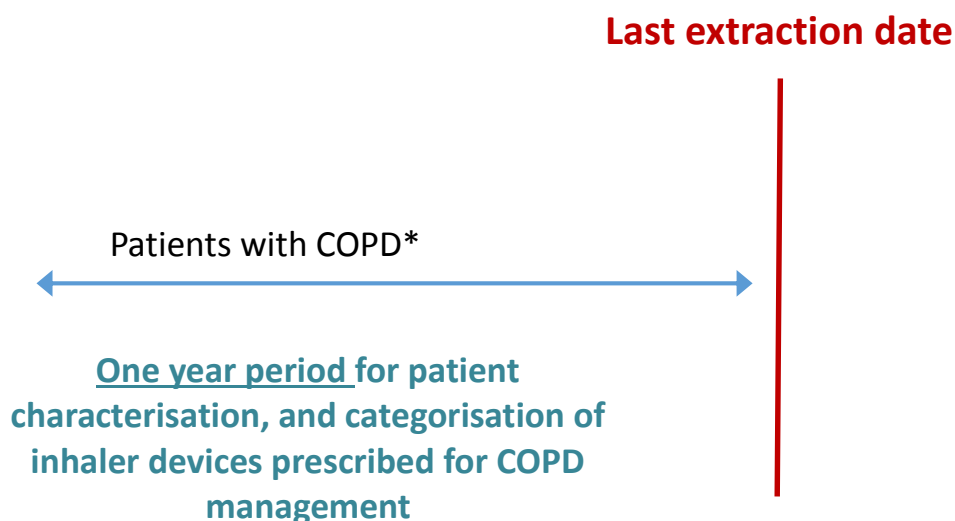 Last extraction date
Patients with COPD*
One year period for patient
characterisation, and categorisation of
inhaler devices prescribed for COPD
management